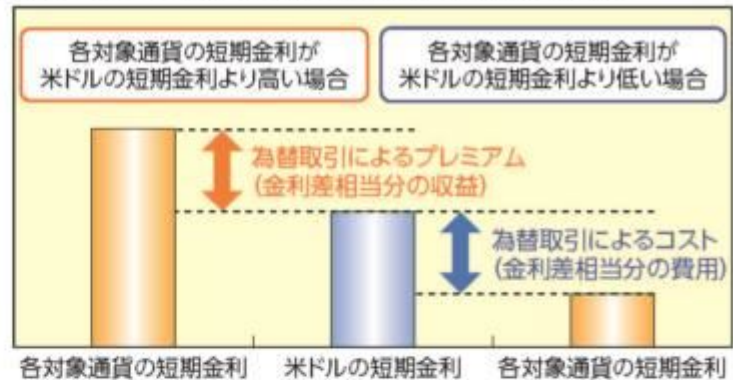 各対象通貨の短期金利が
米ドルの短期金利より高い場合
各対象通貨の短期金利が
米ドルの短期金利より低い場合
為替取引によるプレミアム
(金利差相当分の収益)
為替取引によるコスト
(金利差相当分の費用)
各対象通貨の短期金利
米ドルの短期金利
各対象通貨の短期金利